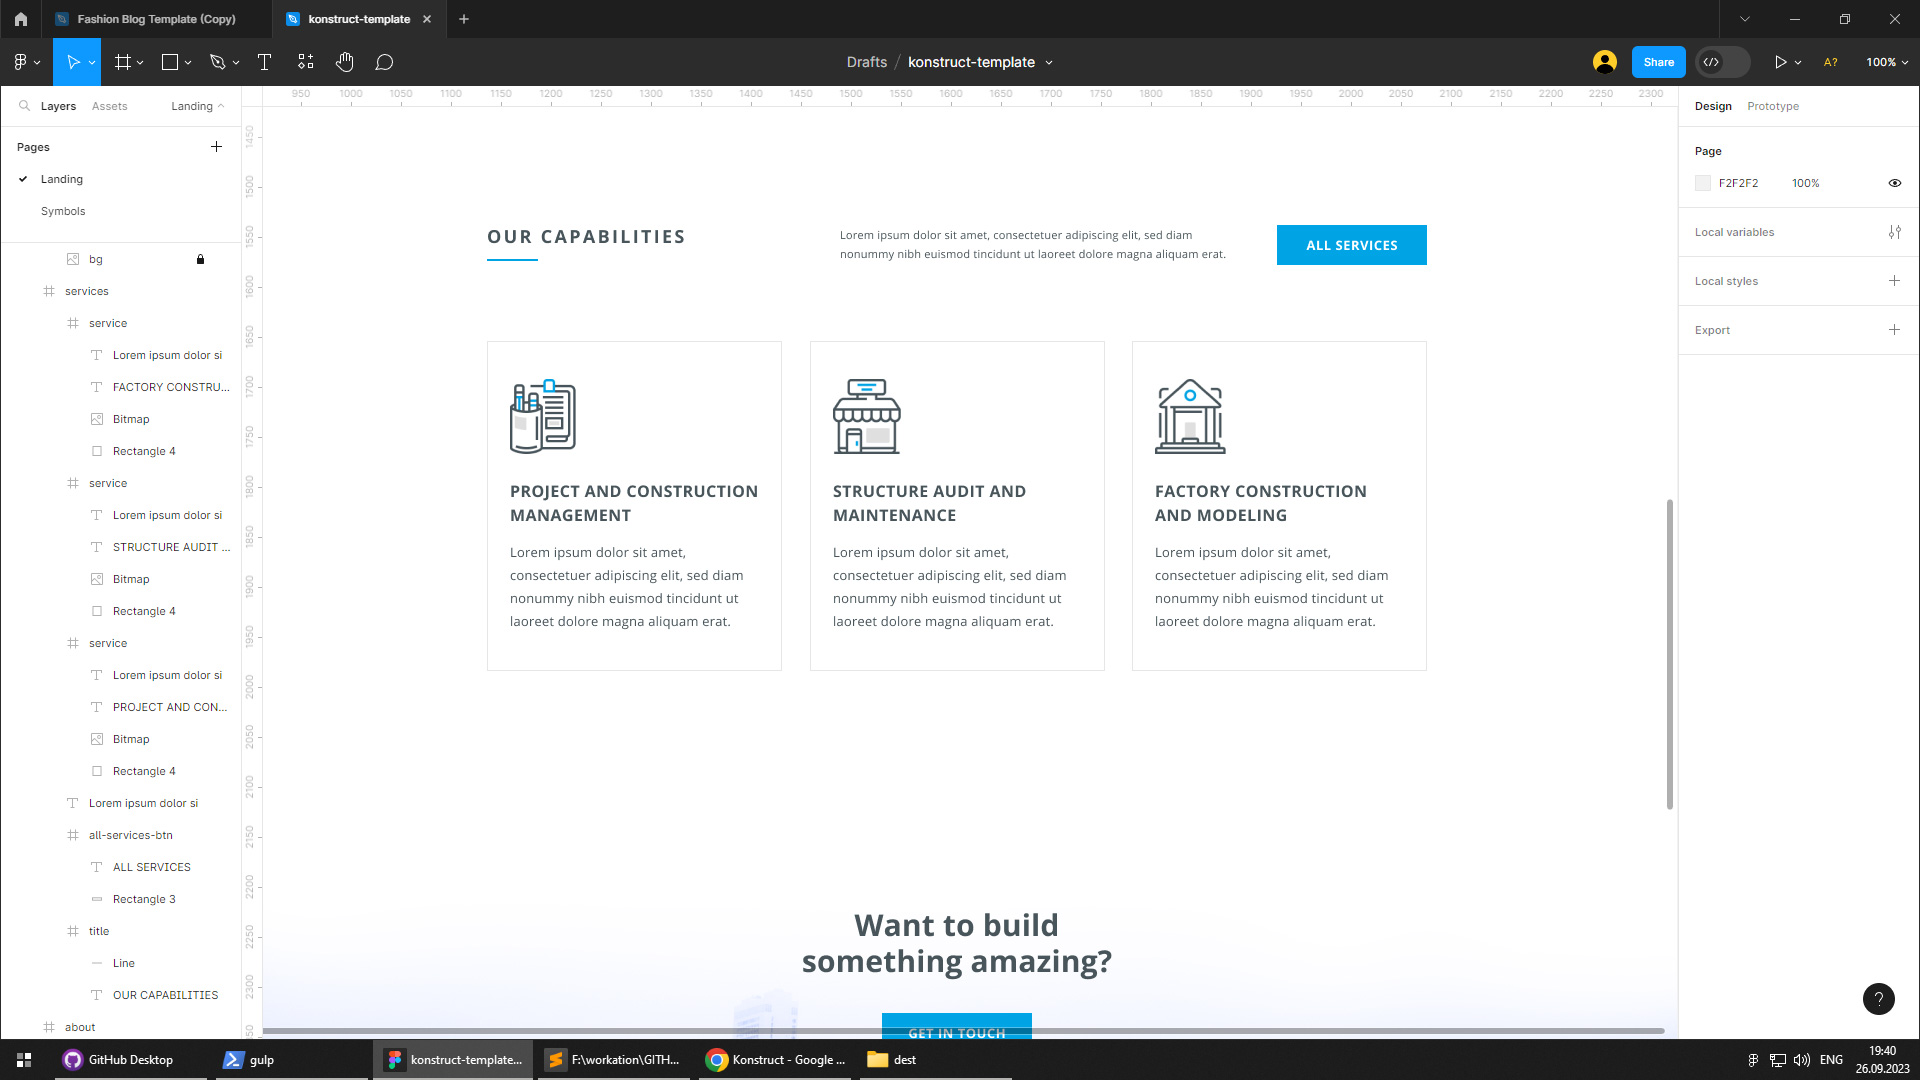 Fashion Blog Template (Copy)
konstruct-template
Drafts / konstruct-template
Share
A?
100%
Layers
Assets
Landing
Pages
Landing
Symbols
bg
services
service
Lorem ipsum dolor si
FACTORY CONSTRU...
Bitmap
Rectangle 4
service
Lorem ipsum dolor si
STRUCTURE AUDIT ...
Bitmap
Rectangle 4
service
Lorem ipsum dolor si
PROJECT AND CON...
Bitmap
Rectangle 4
Lorem ipsum dolor si
all-services-btn
ALL SERVICES
Rectangle 3
title
Line
OUR CAPABILITIES
about
950 1000 1050 1100 1150 1200 1250 1300 1350 1400 1450 1500 1550 1600 1650 1700 1750 1800 1850 1900 1950 2000 2050 2100 2150 2200 2250 2300
1450
1500
1550
1600
1650
1700
1750
1800
1850
1900
1950
2000
2050
2100
2150
2200
2250
2300
OUR CAPABILITIES
Lorem ipsum dolor sit amet, consectetuer adipiscing elit, sed diam
nonummy nibh euismod tincidunt ut laoreet dolore magna aliquam erat.
ALL SERVICES
PROJECT AND CONSTRUCTION
MANAGEMENT
Lorem ipsum dolor sit amet,
consectetuer adipiscing elit, sed diam
nonummy nibh euismod tincidunt ut
laoreet dolore magna aliquam erat.
STRUCTURE AUDIT AND
MAINTENANCE
Lorem ipsum dolor sit amet,
consectetuer adipiscing elit, sed diam
nonummy nibh euismod tincidunt ut
laoreet dolore magna aliquam erat.
FACTORY CONSTRUCTION
AND MODELING
Lorem ipsum dolor sit amet,
consectetuer adipiscing elit, sed diam
nonummy nibh euismod tincidunt ut
laoreet dolore magna aliquam erat.
Want to build
something amazing?
GET IN TOUCH
Design
Prototype
Page
F2F2F2
100%
Local variables
Local styles
Export
?
GitHub Desktop
gulp
konstruct-template...
F:\workation\GITH...
Konstruct - Google ...
dest
ENG
19:40
26.09.2023